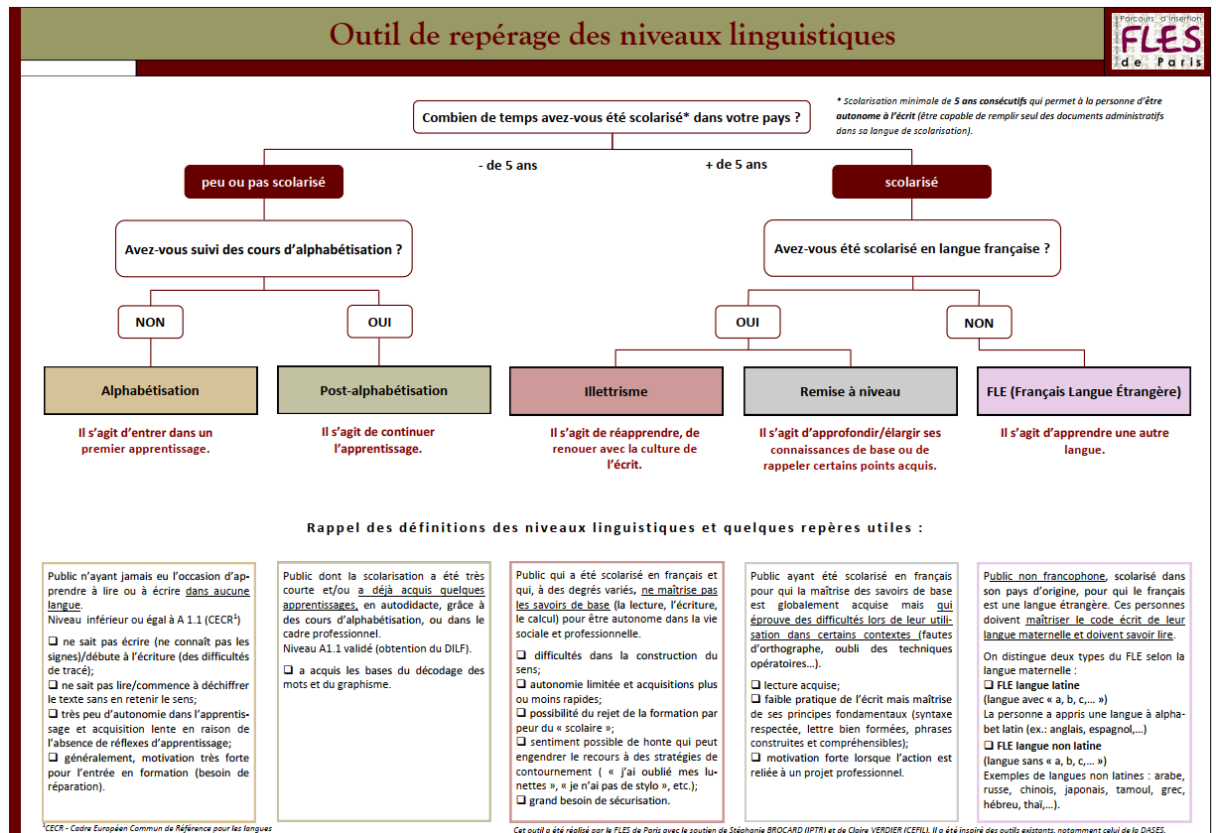 Outil de repérage des niveaux linguistiques
Parcours d'insertion
FLES
de Paris
* Scolarisation minimale de 5 ans consécutifs qui permet à la personne d'être
autonome à l'écrit (être capable de remplir seul des documents administratifs
dans sa langue de scolarisation).
Combien de temps avez-vous été scolarisé* dans votre pays ?
- de 5 ans
+ de 5 ans
peu ou pas scolarisé
scolarisé
Avez-vous suivi des cours d'alphabétisation ?
Avez-vous été scolarisé en langue française ?
NON
OUI
OUI
NON
Alphabétisation
Post-alphabétisation
Illettrisme
Remise à niveau
FLE (Français Langue Étrangère)
Il s'agit d'entrer dans un
premier apprentissage.
Il s'agit de continuer
l'apprentissage.
Il s'agit de réapprendre, de
renouer avec la culture de
l'écrit.
Il s'agit d'approfondir/élargir ses
connaissances de base ou de
rappeler certains points acquis.
Il s'agit d'apprendre une autre
langue.
Rappel des définitions des niveaux linguistiques et quelques repères utiles :
Public n'ayant jamais eu l'occasion d'ap-
prendre à lire ou à écrire dans aucune
langue.
Niveau inférieur ou égal à A 1.1 (CECR¹)
❑ ne sait pas écrire (ne connaît pas les
signes)/débute à l'écriture (des difficultés
de tracé);
❑ ne sait pas lire/commence à déchiffrer
le texte sans en retenir le sens;
❑ très peu d'autonomie dans l'apprentis-
sage et acquisition lente en raison de
l'absence de réflexes d'apprentissage;
❑ généralement, motivation très forte
pour l'entrée en formation (besoin de
réparation).
Public dont la scolarisation a été très
courte et/ou a déjà acquis quelques
apprentissages, en autodidacte, grâce à
des cours d'alphabétisation, ou dans le
cadre professionnel.
Niveau A1.1 validé (obtention du DILF).
❑ a acquis les bases du décodage des
mots et du graphisme.
Public qui a été scolarisé en français et
qui, à des degrés variés, ne maîtrise pas
les savoirs de base (la lecture, l'écriture,
le calcul) pour être autonome dans la vie
sociale et professionnelle.
❑ difficultés dans la construction du
sens;
❑ autonomie limitée et acquisitions plus
ou moins rapides;
❑ possibilité du rejet de la formation par
peur du « scolaire »;
❑ sentiment possible de honte qui peut
engendrer le recours à des stratégies de
contournement ( « j'ai oublié mes lu-
nettes », « je n'ai pas de stylo », etc.);
❑ grand besoin de sécurisation.
Public ayant été scolarisé en français
pour qui la maîtrise des savoirs de base
est globalement acquise mais qui
éprouve des difficultés lors de leur utili-
sation dans certains contextes (fautes
d'orthographe, oubli des techniques
opératoires...).
❑ lecture acquise;
❑ faible pratique de l'écrit mais maîtrise
de ses principes fondamentaux (syntaxe
respectée, lettre bien formées, phrases
construites et compréhensibles);
❑ motivation forte lorsque l'action est
reliée à un projet professionnel.
Public non francophone, scolarisé dans
son pays d'origine, pour qui le français
est une langue étrangère. Ces personnes
doivent maîtriser le code écrit de leur
langue maternelle et doivent savoir lire.
On distingue deux types du FLE selon la
langue maternelle :
❑ FLE langue latine
(langue avec « a, b, c,... »)
La personne a appris une langue à alpha-
bet latin (ex.: anglais, espagnol,...)
❑ FLE langue non latine
(langue sans « a, b, c,... »)
Exemples de langues non latines : arabe,
russe, chinois, japonais, tamoul, grec,
hébreu, thaï,...).
¹CECR - Cadre Européen Commun de Référence pour les langues
Cet outil a été réalisé par le FLES de Paris avec le soutien de Stéphanie BROCARD (IPTR) et de Claire VERDIER (CEFIL). Il a été inspiré des outils existants, notamment celui de la DASES.